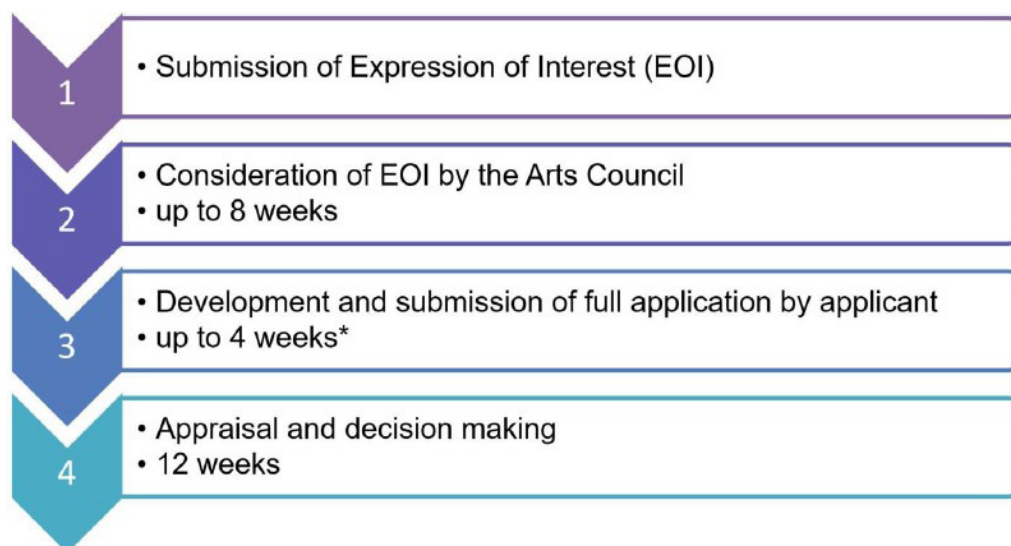 1
• Submission of Expression of Interest (EOI)
2
• Consideration of EOI by the Arts Council
• up to 8 weeks
3
• Development and submission of full application by applicant
• up to 4 weeks*
4
• Appraisal and decision making
• 12 weeks